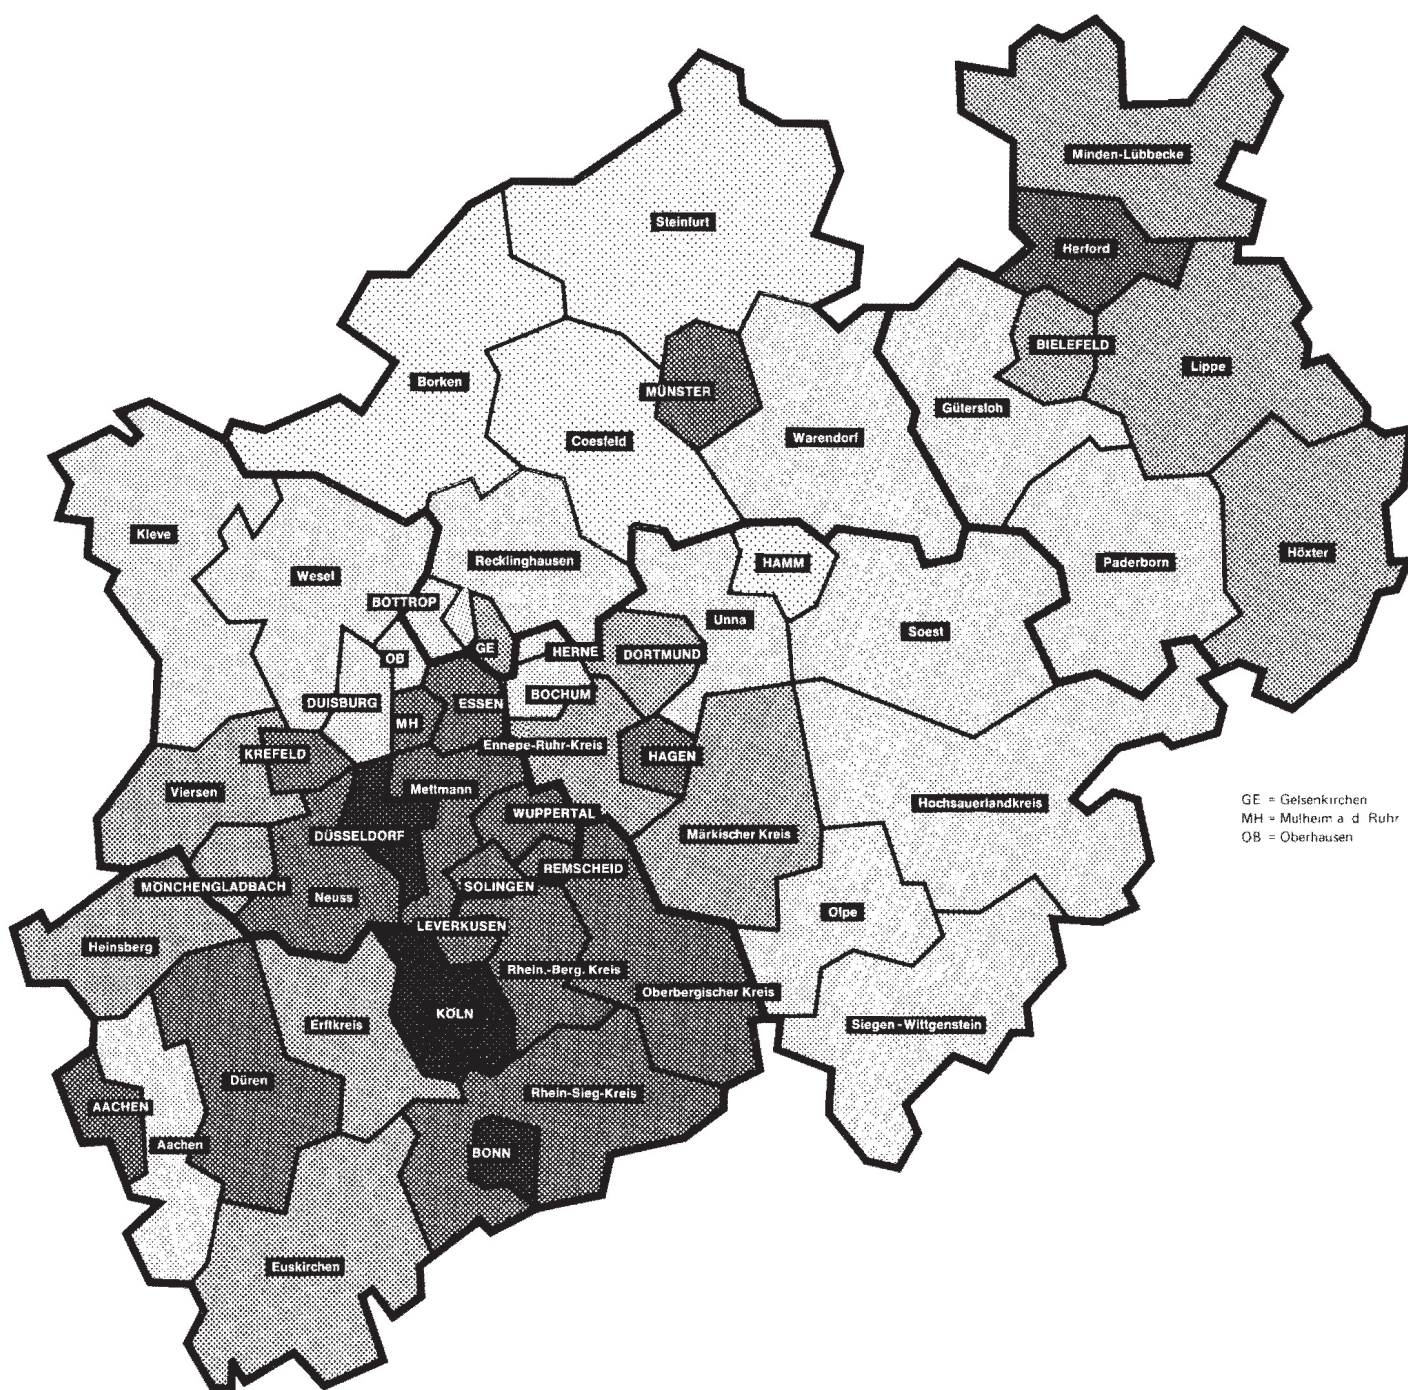 Minden-Lübbecke
Steinfurt
Herford
BIELEFELD
Lippe
Borken
MÜNSTER
Gütersloh
Coesfeld
Warendorf
Kleve
Recklinghausen
HAMM
Paderborn
Höxter
Wesel
BOTTROP
Unna
Soest
GE
HERNE
DORTMUND
OB
DUISBURG
ESSEN
BOCHUM
MH
Ennepe-Ruhr-Kreis
KREFELD
HAGEN
Viersen
Mettmann
Hochsauerlandkreis
GE = Gelsenkirchen
MH = Mulheim a d Ruhr
OB = Oberhausen
WUPPERTAL
DÜSSELDORF
Märkischer Kreis
REMSCHEID
MÖNCHENGLADBACH
SOLINGEN
Neuss
Olpe
LEVERKUSEN
Heinsberg
Rhein.-Berg. Kreis
Oberbergischer Kreis
KÖLN
Erftkreis
Siegen-Wittgenstein
Düren
Rhein-Sieg-Kreis
AACHEN
Aachen
BONN
Euskirchen